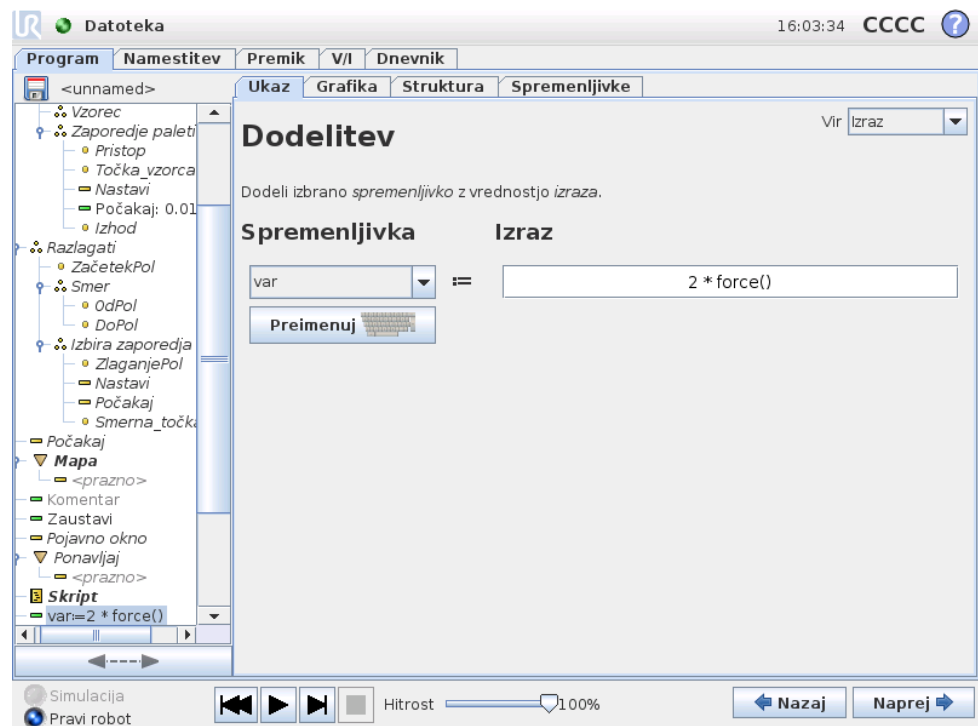 UR Datoteka 16:03:34 CCCC ?
Program Namestitev Premik V/I Dnevnik
<unnamed>
Ukaz Grafika Struktura Spremenljivke
Vzorec
Zaporedje paleti
Pristop
Točka_vzorca
Nastavi
Počakaj: 0.01
Izhod
Razlagati
ZačetekPol
Smer
OdPol
DoPol
Izbira zaporedja
ZlaganjePol
Nastavi
Počakaj
Smerna_točka
Počakaj
Mapa
<prazno>
Komentar
Zaustavi
Pojavno okno
Ponavljaj
<prazno>
Skript
var:=2 * force()
Dodelitev
Vir Izraz
Dodeli izbrano spremenljivko z vrednostjo izraza.
Spremenljivka Izraz
var := 2 * force()
Preimenuj
Simulacija
Pravi robot
Hitrost 100%
Nazaj Naprej